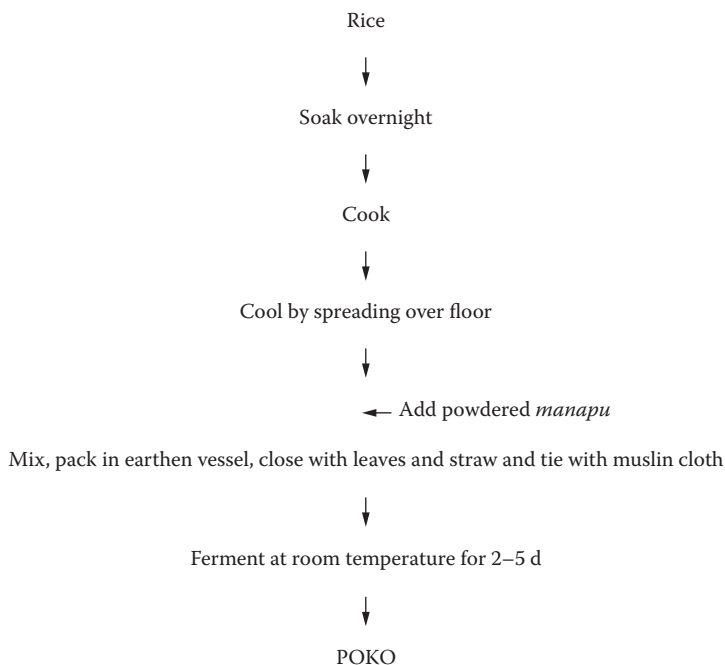 Rice
Soak overnight
Cook
Cool by spreading over floor
Add powdered manapu
Mix, pack in earthen vessel, close with leaves and straw and tie with muslin cloth
Ferment at room temperature for 2–5 d
POKO